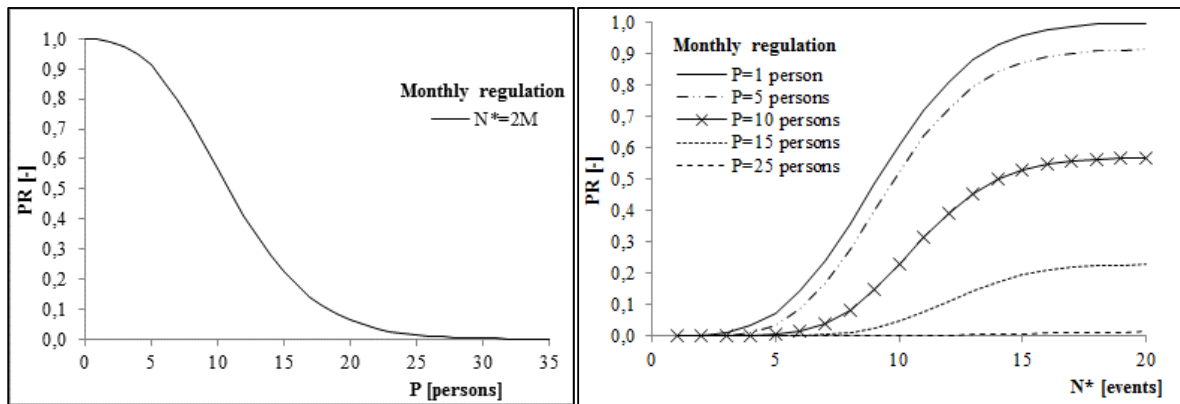 1,0
0,9
0,8
0,7
0,6
0,5
0,4
0,3
0,2
0,1
0,0
PR [-]
Monthly regulation
N*=2M
0 5 10 15 20 25 30 35
P [persons]
1,0
0,9
0,8
0,7
0,6
0,5
0,4
0,3
0,2
0,1
0,0
PR [-]
Monthly regulation
P=1 person
P=5 persons
P=10 persons
P=15 persons
P=25 persons
0 5 10 15 20
N* [events]